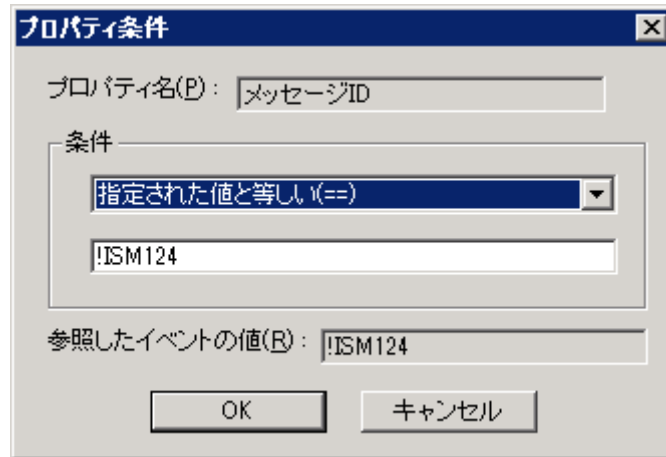 プロパティ条件
プロパティ名(P)： メッセージID
条件
指定された値と等しい(==)
!ISM124
参照したイベントの値(R)： !ISM124
OK キャンセル